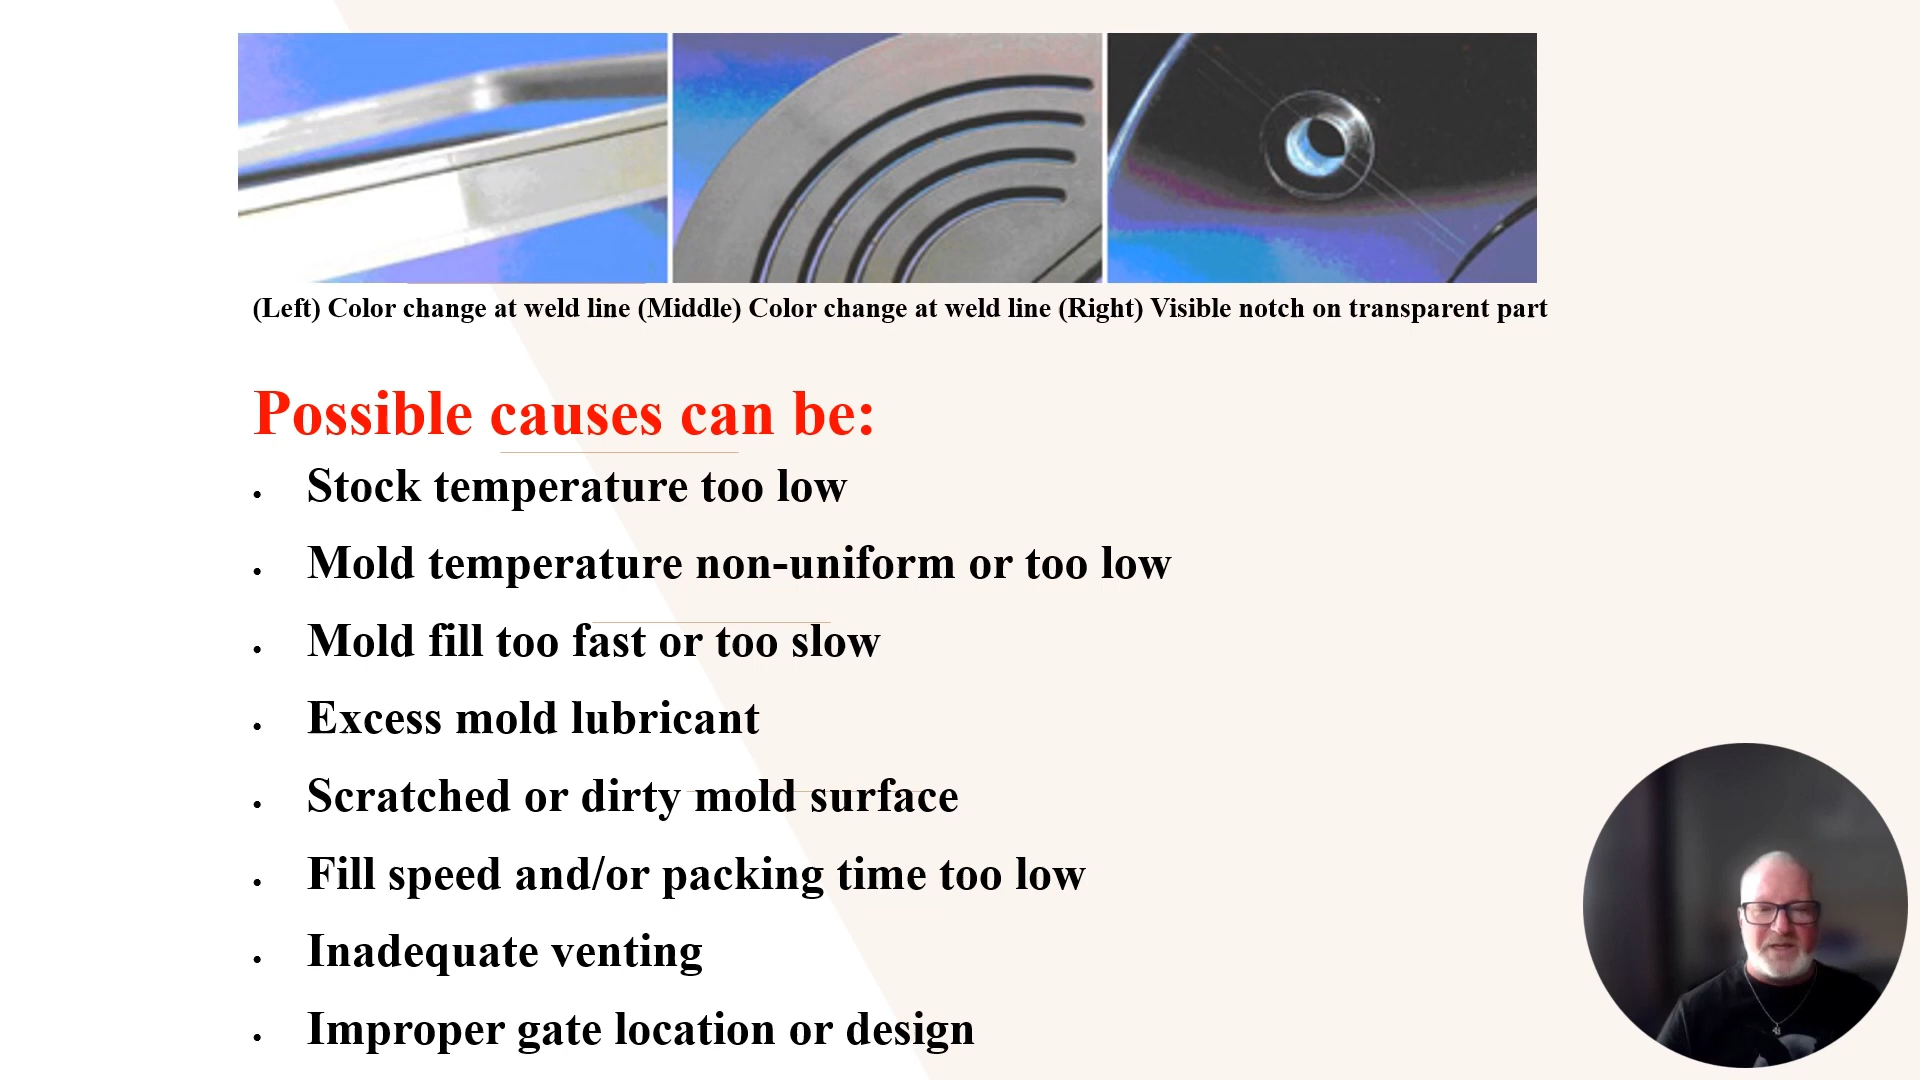 (Left) Color change at weld line (Middle) Color change at weld line (Right) Visible notch on transparent part
Possible causes can be:
• Stock temperature too low
• Mold temperature non-uniform or too low
• Mold fill too fast or too slow
• Excess mold lubricant
• Scratched or dirty mold surface
• Fill speed and/or packing time too low
• Inadequate venting
• Improper gate location or design